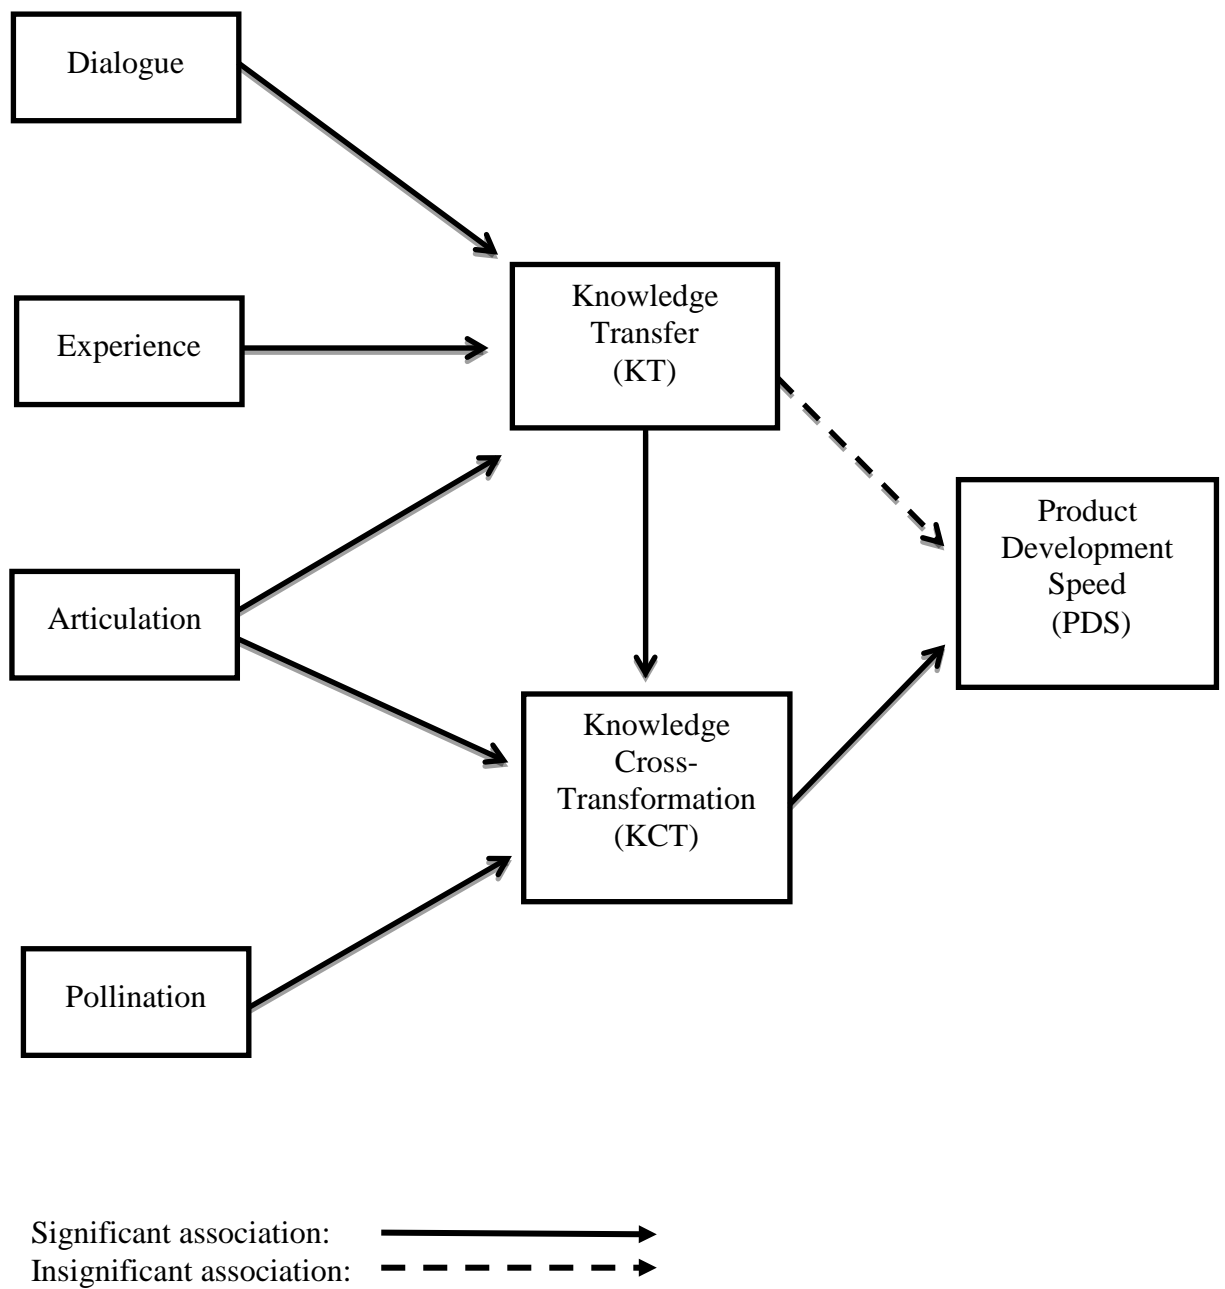 Dialogue
Experience
Knowledge
Transfer
(KT)
Product
Development
Speed
(PDS)
Articulation
Knowledge
Cross-
Transformation
(KCT)
Pollination
Significant association:
Insignificant association: